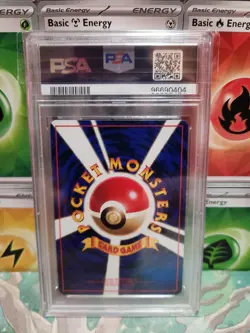 ENERGY
Basic Energy
Basic Energy
ENERGY
Basic Energy
PSA
PSA
96690404
POCKET MONSTERS
CARD GAME